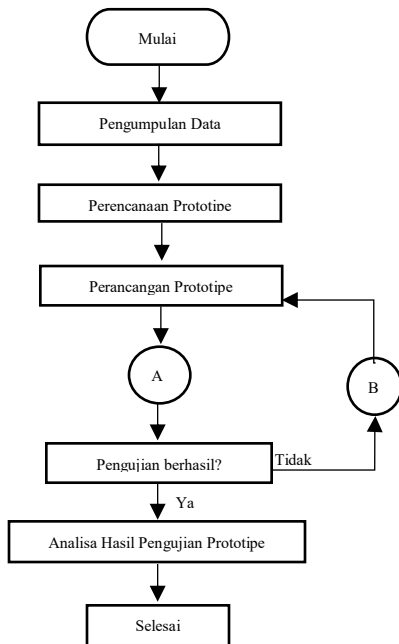 Mulai
Pengumpulan Data
Perencanaan Prototipe
Perancangan Prototipe
A
B
Pengujian berhasil?
Tidak
Ya
Analisa Hasil Pengujian Prototipe
Selesai